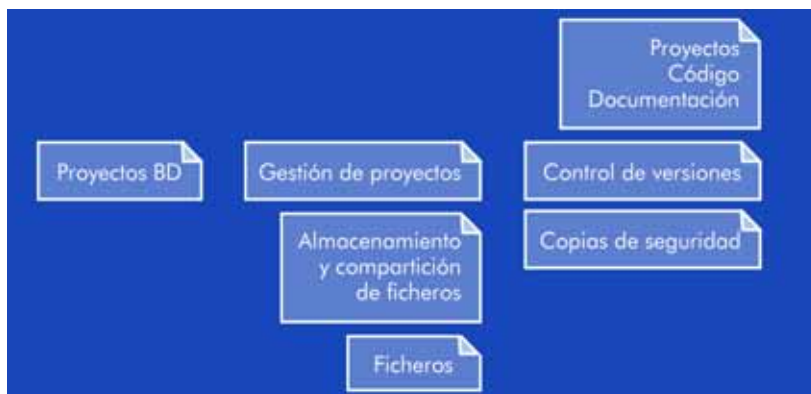 Proyectos
Código
Documentación
Proyectos BD
Gestión de proyectos
Control de versiones
Almacenamiento
y compartición
de ficheros
Copias de seguridad
Ficheros